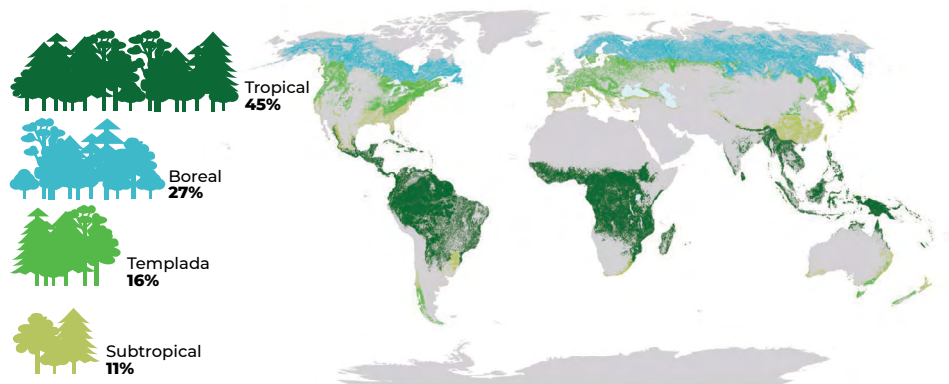 Tropical
45%
Boreal
27%
Templada
16%
Subtropical
11%